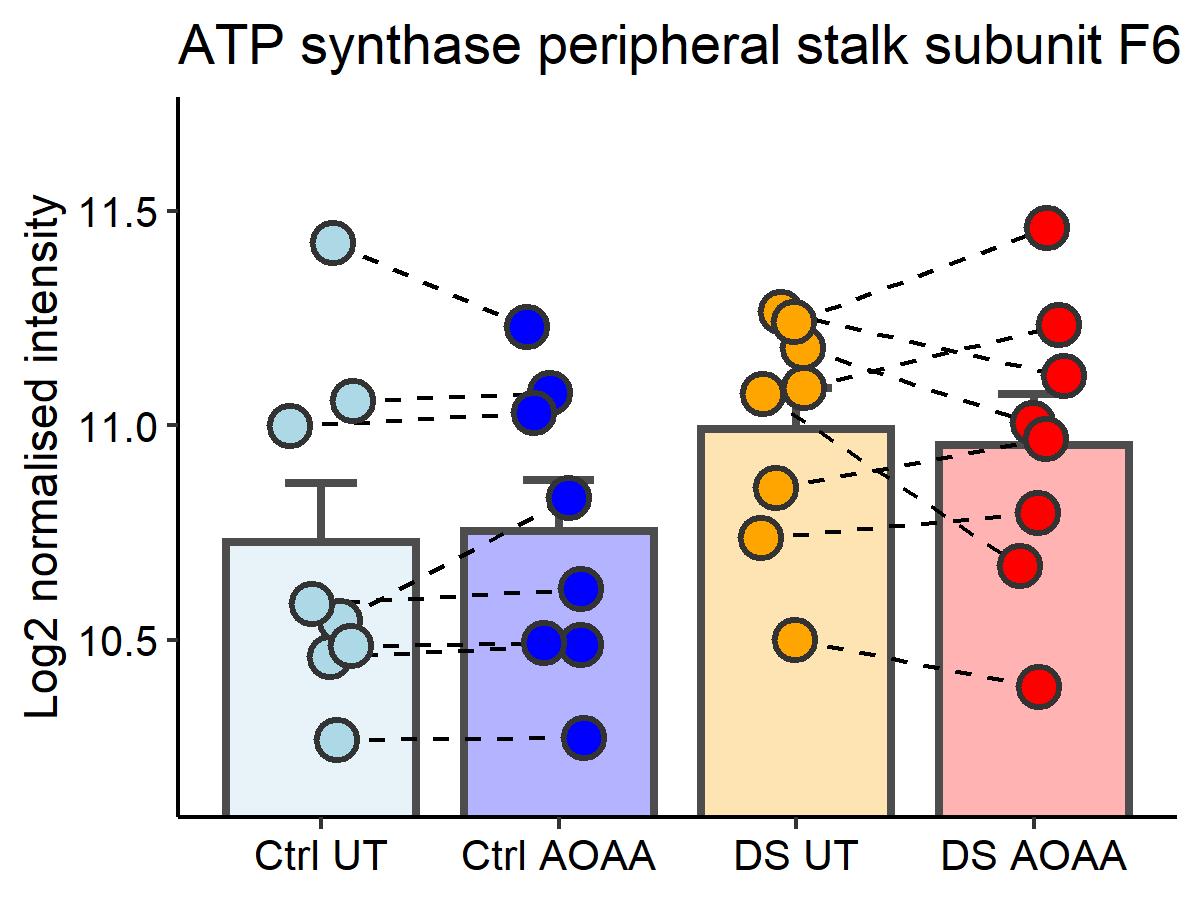 ATP synthase peripheral stalk subunit F6
Log2 normalised intensity
11.5
11.0
10.5
Ctrl UT
Ctrl AOAA
DS UT
DS AOAA